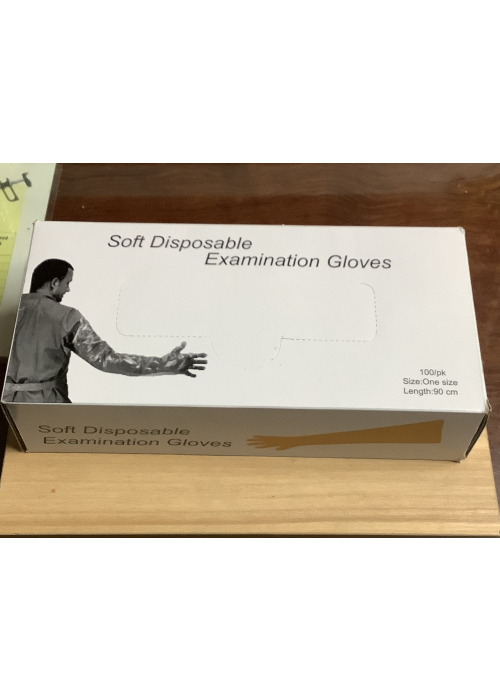 Soft Disposable
Examination Gloves
100/pk
Size:One size
Length:90 cm
Soft Disposable
Examination Gloves